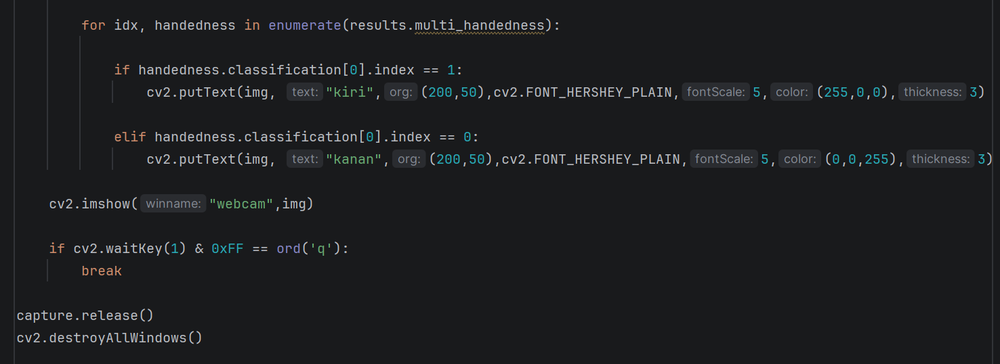 for idx, handedness in enumerate(results.multi_handedness):
if handedness.classification[0].index == 1:
cv2.putText(img, text: "kiri", org: (200,50),cv2.FONT_HERSHEY_PLAIN, fontScale: 5, color: (255,0,0), thickness: 3)
elif handedness.classification[0].index == 0:
cv2.putText(img, text: "kanan", org: (200,50),cv2.FONT_HERSHEY_PLAIN, fontScale: 5, color: (0,0,255), thickness: 3)
cv2.imshow( winname: "webcam",img)
if cv2.waitKey(1) & 0xFF == ord('q'):
break
capture.release()
cv2.destroyAllWindows()